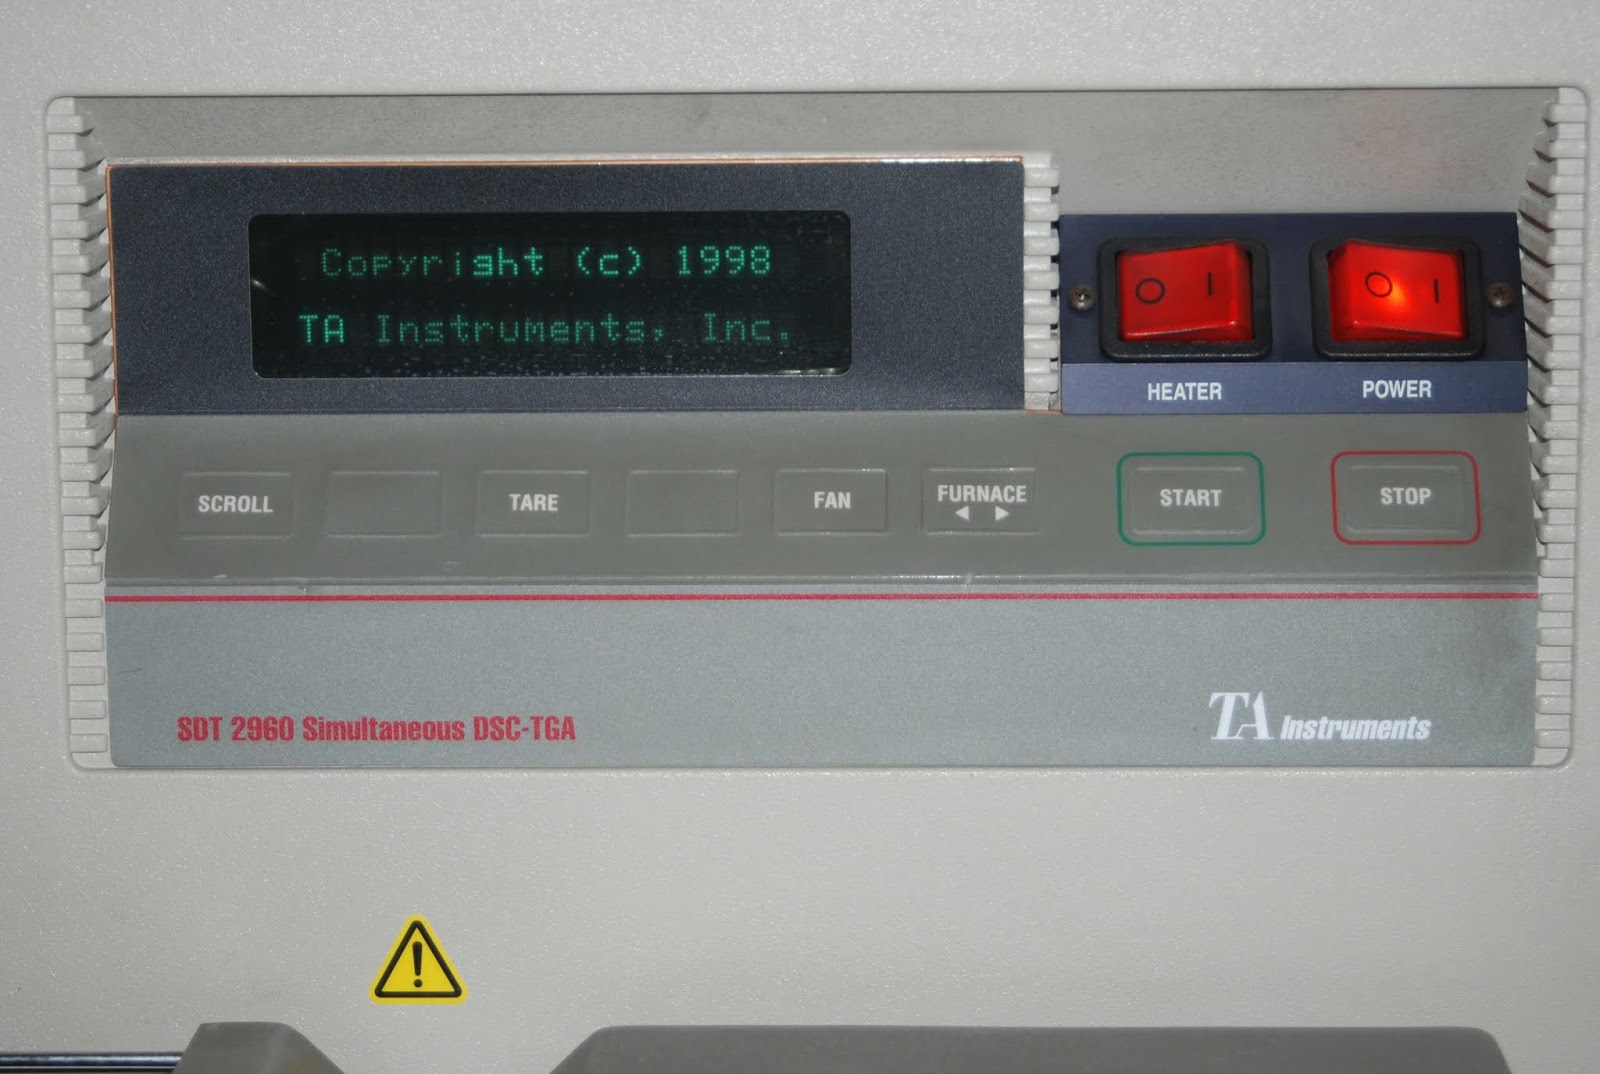 Copyright (c) 1998
TA Instruments, Inc.
O I
O I
HEATER
POWER
SCROLL
TARE
FAN
FURNACE
◀ ▶
START
STOP
SDT 2960 Simultaneous DSC-TGA
TA Instruments
!